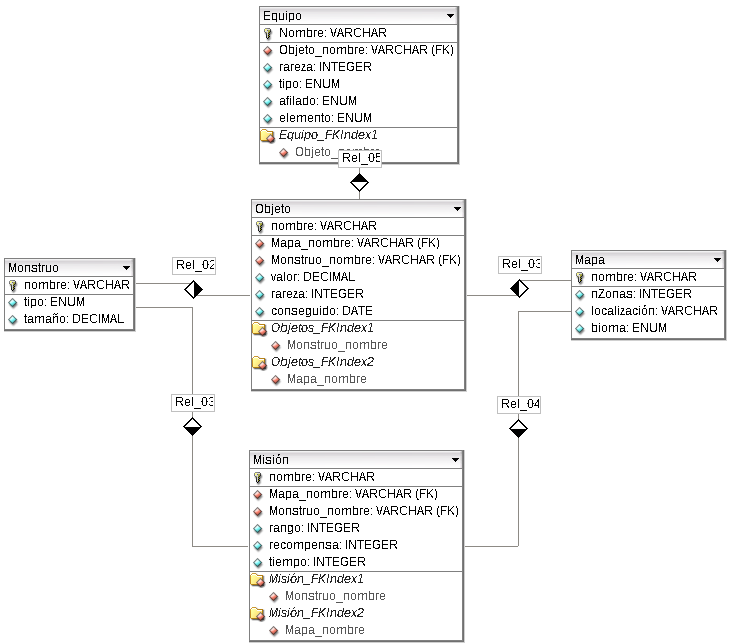 Equipo
Nombre: VARCHAR
Objeto_nombre: VARCHAR (FK)
rareza: INTEGER
tipo: ENUM
afilado: ENUM
elemento: ENUM
Equipo_FKIndex1
Objeto_nombre
Rel_05
Objeto
nombre: VARCHAR
Mapa_nombre: VARCHAR (FK)
Monstruo_nombre: VARCHAR (FK)
valor: DECIMAL
rareza: INTEGER
conseguido: DATE
Objetos_FKIndex1
Monstruo_nombre
Objetos_FKIndex2
Mapa_nombre
Monstruo
nombre: VARCHAR
tipo: ENUM
tamaño: DECIMAL
Rel_02
Rel_03
Mapa
nombre: VARCHAR
nZonas: INTEGER
localización: VARCHAR
bioma: ENUM
Rel_03
Rel_04
Misión
nombre: VARCHAR
Mapa_nombre: VARCHAR (FK)
Monstruo_nombre: VARCHAR (FK)
rango: INTEGER
recompensa: INTEGER
tiempo: INTEGER
Misión_FKIndex1
Monstruo_nombre
Misión_FKIndex2
Mapa_nombre